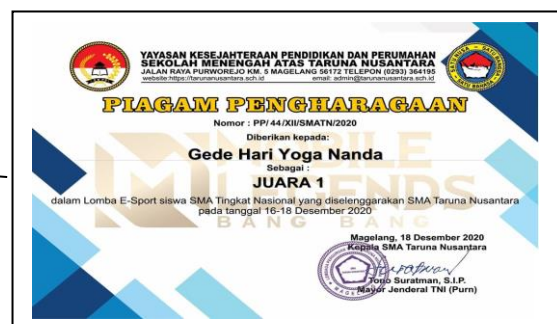 YAYASAN KESEJAHTERAAN PENDIDIKAN DAN PERUMAHAN
SEKOLAH MENENGAH ATAS TARUNA NUSANTARA
JALAN RAYA PURWOREJO KM. 5 MAGELANG 56172 TELEPON (0293) 364195
website:https://tarunanusantara.sch.id email: admin@tarunanusantara.sch.id
PIAGAM PENGHARAGAAN
Nomor : PP/ 44 /XII/SMATN/2020
Diberikan kepada:
Gede Hari Yoga Nanda
Sebagai :
JUARA 1
dalam Lomba E-Sport siswa SMA Tingkat Nasional yang diselenggarakan SMA Taruna Nusantara
pada tanggal 16-18 Desember 2020
MOBILE
LEGENDS
BANG BANG
Magelang, 18 Desember 2020
Kepala SMA Taruna Nusantara
Tono Suratman, S.I.P.
Mayor Jenderal TNI (Purn)